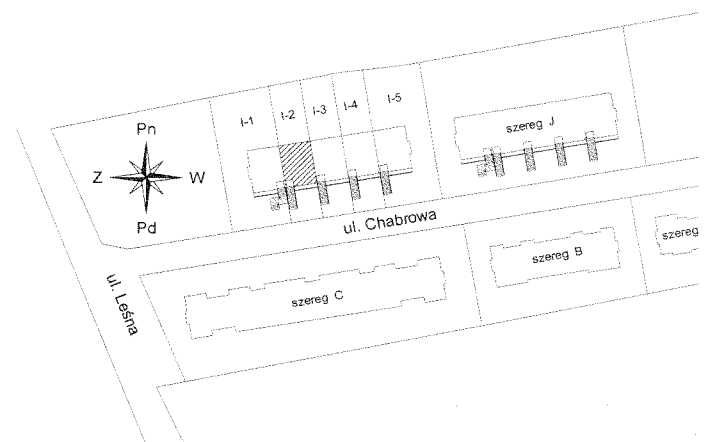 I-1
I-2
I-3
I-4
I-5
szereg J
Pn
Z
W
Pd
ul. Chabrowa
ul. Leśna
szereg C
szereg B
szereg